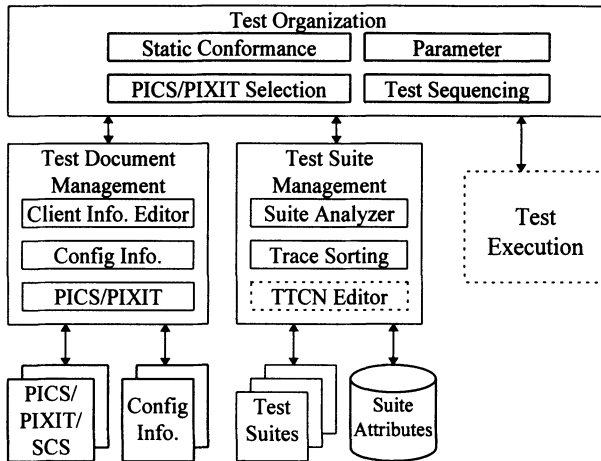 Test Organization
Static Conformance
Parameter
PICS/PIXIT Selection
Test Sequencing
Test Document
Management
Client Info. Editor
Config Info.
PICS/PIXIT
Test Suite
Management
Suite Analyzer
Trace Sorting
TTCN Editor
Test
Execution
PICS/
PIXIT/
SCS
Config
Info.
Test
Suites
Suite
Attributes